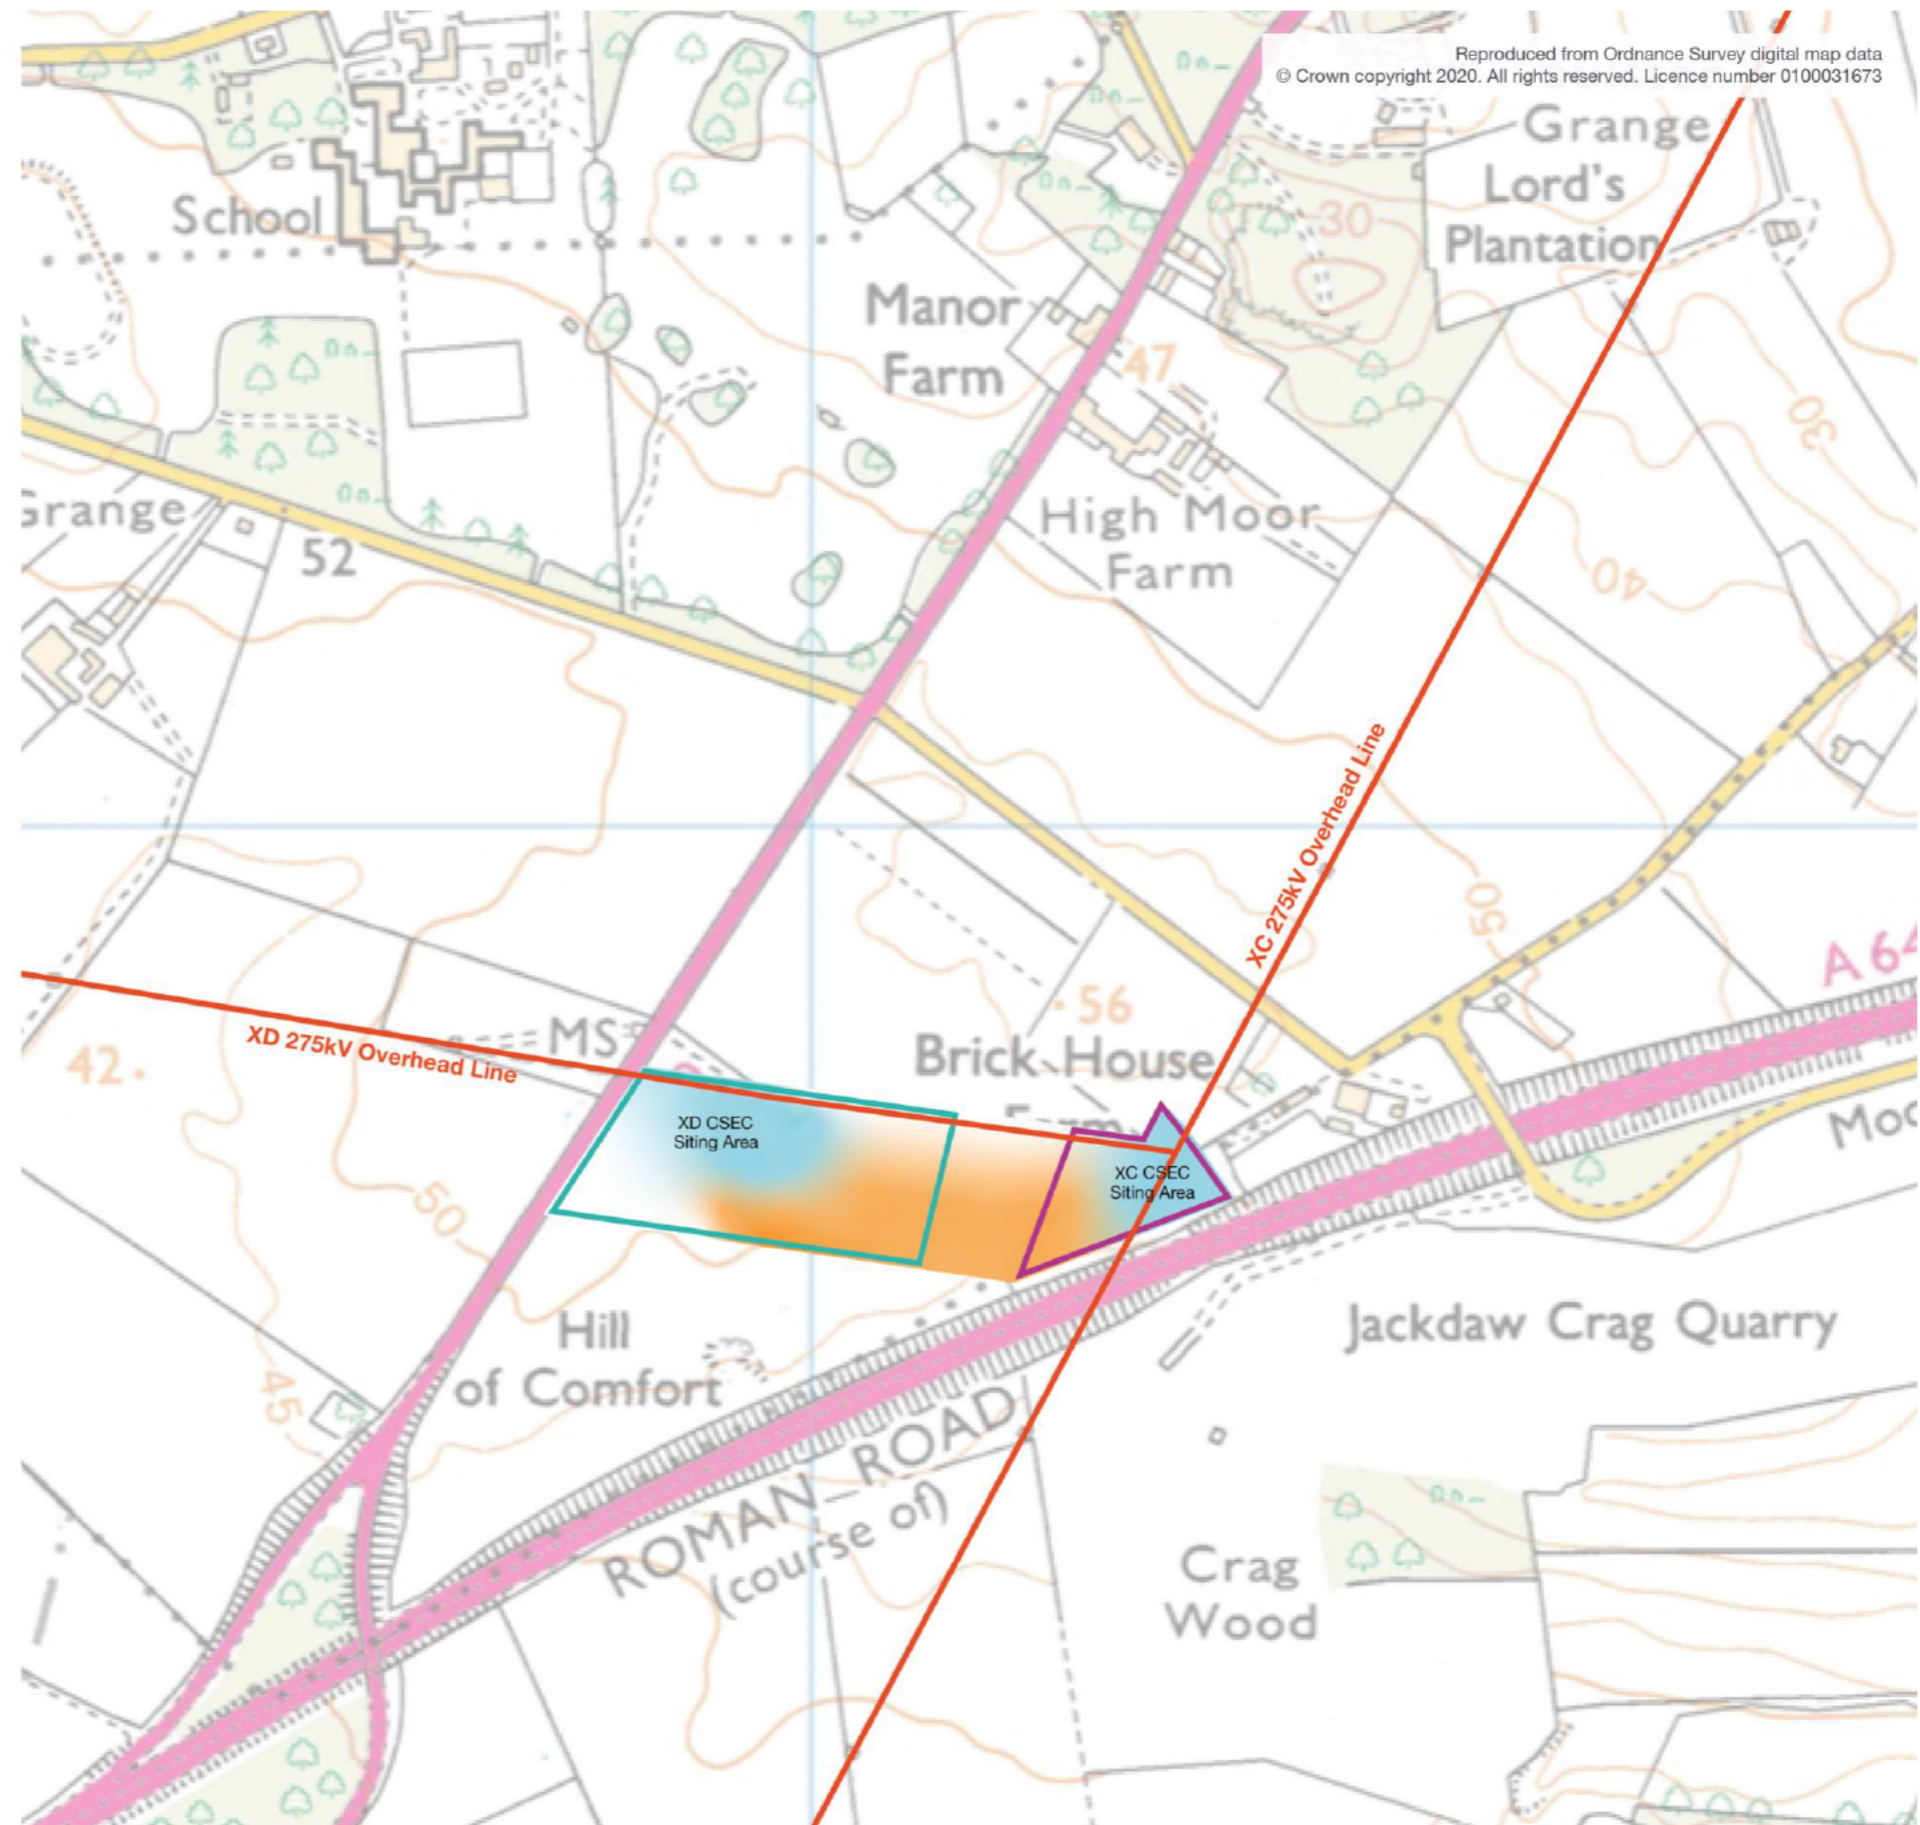 Reproduced from Ordnance Survey digital map data
© Crown copyright 2020. All rights reserved. Licence number 0100031673
Grange
Lord's
Plantation
School
30
Manor
Farm
47
30
Grange
High Moor
Farm
52
40
XC 275kV Overhead Line
50
A 64
56
MS
Brick House
XD 275kV Overhead Line
42
XD CSEC
Siting Area
XC CSEC
Siting Area
50
Hill
of Comfort
Jackdaw Crag Quarry
45
ROMAN ROAD
(course of)
Crag
Wood